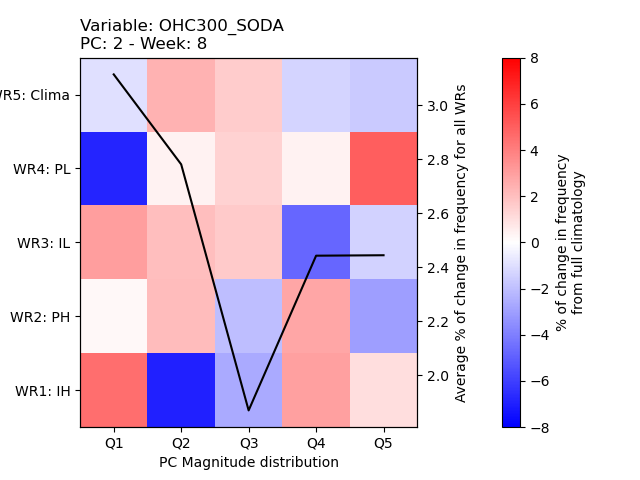 Variable: OHC300_SODA
PC: 2 - Week: 8
WR5: Clima
WR4: PL
WR3: IL
WR2: PH
WR1: IH
Q1 Q2 Q3 Q4 Q5
PC Magnitude distribution
3.0
2.8
2.6
2.4
2.2
2.0
Average % of change in frequency for all WRs
8
6
4
2
0
−2
−4
−6
−8
% of change in frequency
from full climatology